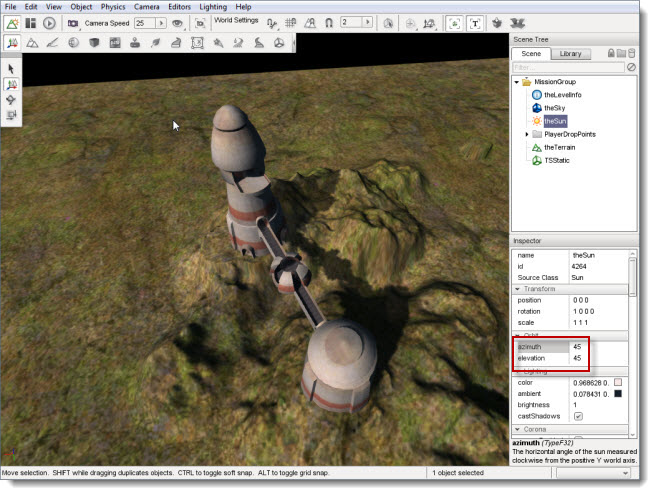 File Edit View Object Physics Camera Editors Lighting Help
Camera Speed 25 World Settings 2
Scene Tree
Scene Library
Filter...
MissionGroup
theLevelInfo
theSky
theSun
PlayerDropPoints
theTerrain
TSStatic
Inspector
name theSun
id 4264
Source Class Sun
Transform
position 0 0 0
rotation 1 0 0 0
scale 1 1 1
Orbit
azimuth 45
elevation 45
Lighting
color 0.968628 0.
ambient 0.078431 0.
brightness 1
castShadows
Corona
azimuth (TypeF32)
The horizontal angle of the sun measured
clockwise from the positive Y world axis.
Move selection. SHIFT while dragging duplicates objects. CTRL to toggle soft snap. ALT to toggle grid snap. 1 object selected